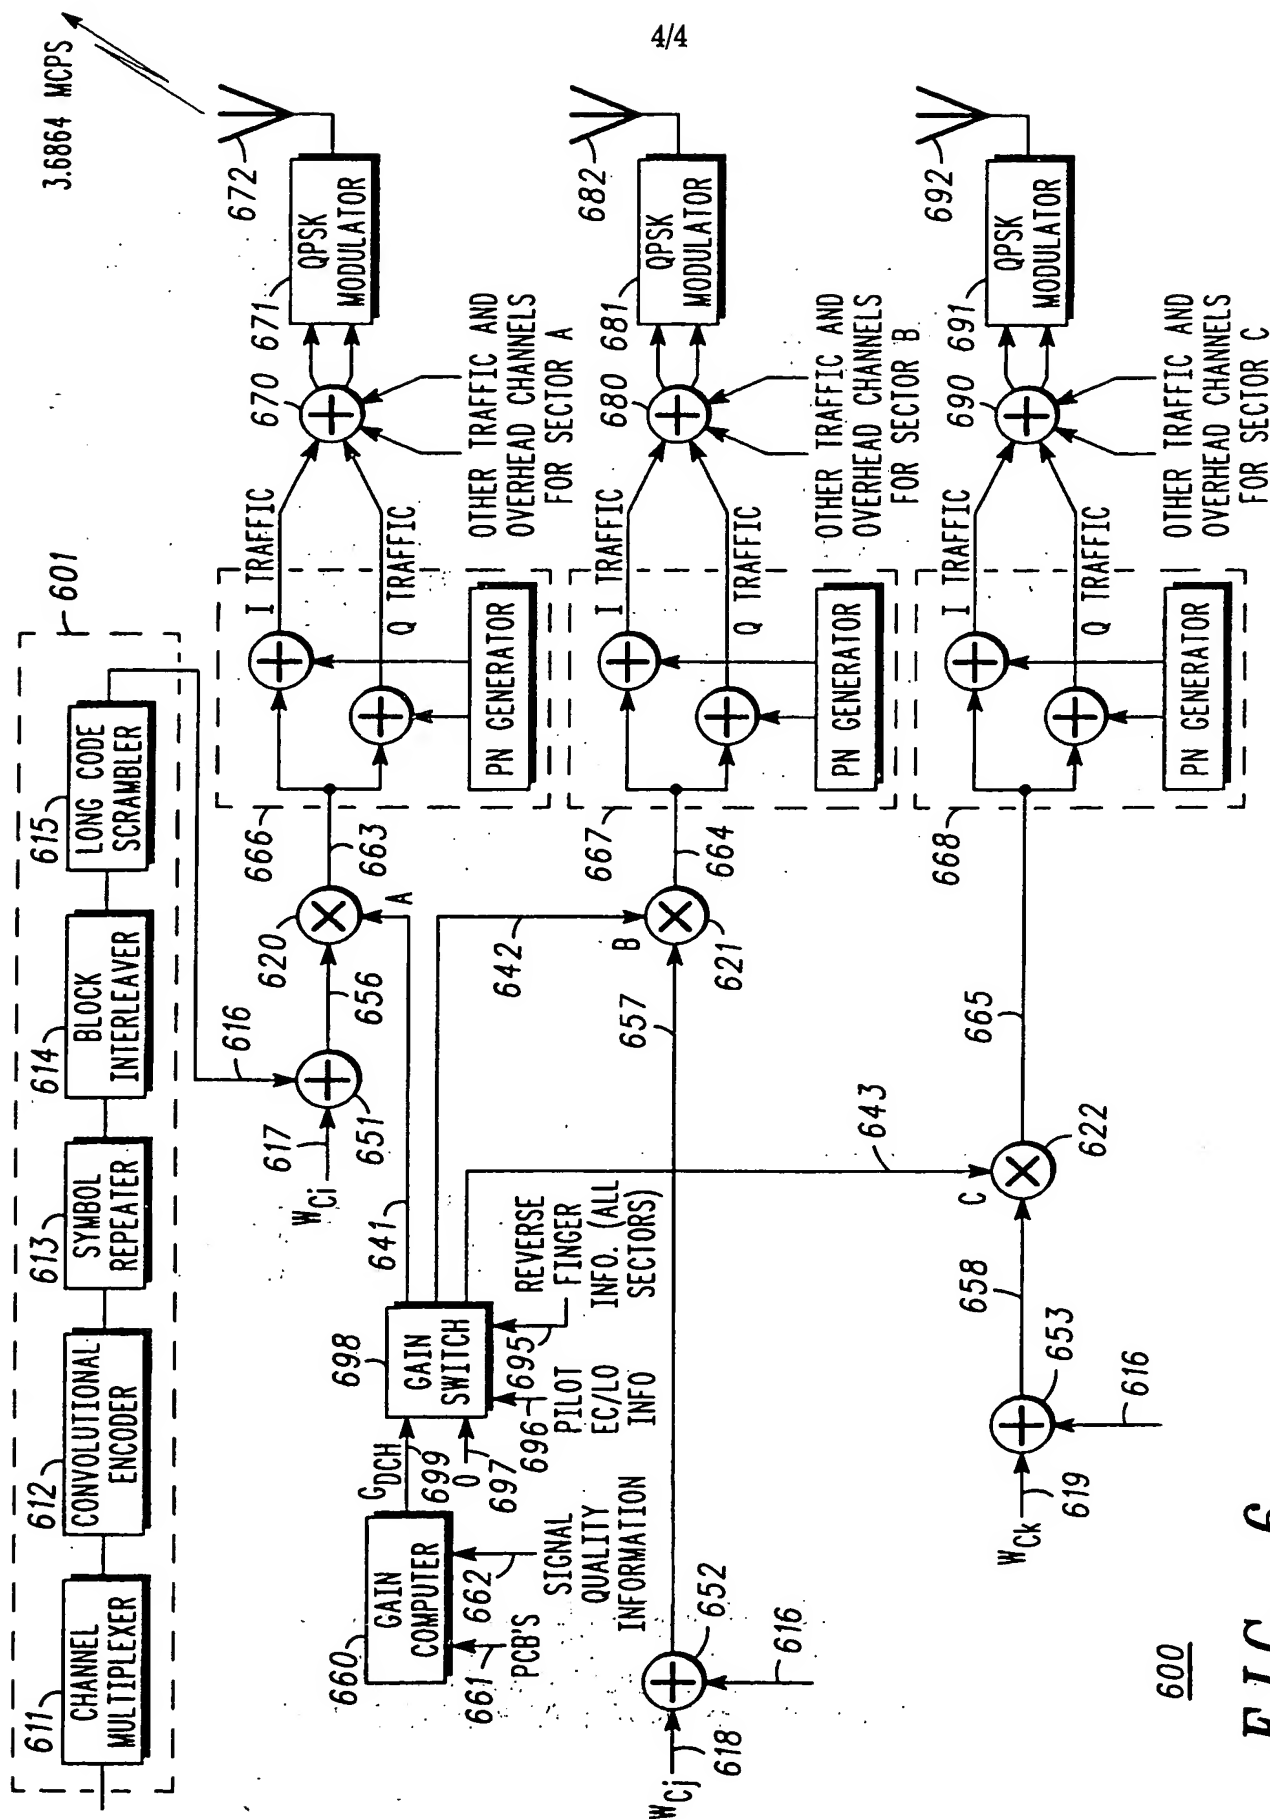 4/4
3.6864 MCPS
601
611
CHANNEL
MULTIPLEXER
612
CONVOLUTIONAL
ENCODER
613
SYMBOL
REPEATER
614
BLOCK
INTERLEAVER
615
LONG CODE
SCRAMBLER
616
617
WCi
651
656
620
A
663
666
PN GENERATOR
I TRAFFIC
Q TRAFFIC
670
OTHER TRAFFIC AND
OVERHEAD CHANNELS
FOR SECTOR A
671
QPSK
MODULATOR
672
660
GAIN
COMPUTER
661
PCB'S
662
SIGNAL
QUALITY
INFORMATION
GDCH
699
0
697
698
GAIN
SWITCH
696
PILOT
EC/LO
INFO
695
REVERSE
FINGER
INFO. (ALL
SECTORS)
641
642
643
WCj
618
652
616
657
B
621
664
667
PN GENERATOR
I TRAFFIC
Q TRAFFIC
680
OTHER TRAFFIC AND
OVERHEAD CHANNELS
FOR SECTOR B
681
QPSK
MODULATOR
682
WCk
619
653
616
658
C
622
665
668
PN GENERATOR
I TRAFFIC
Q TRAFFIC
690
OTHER TRAFFIC AND
OVERHEAD CHANNELS
FOR SECTOR C
691
QPSK
MODULATOR
692
600
FIG. 6